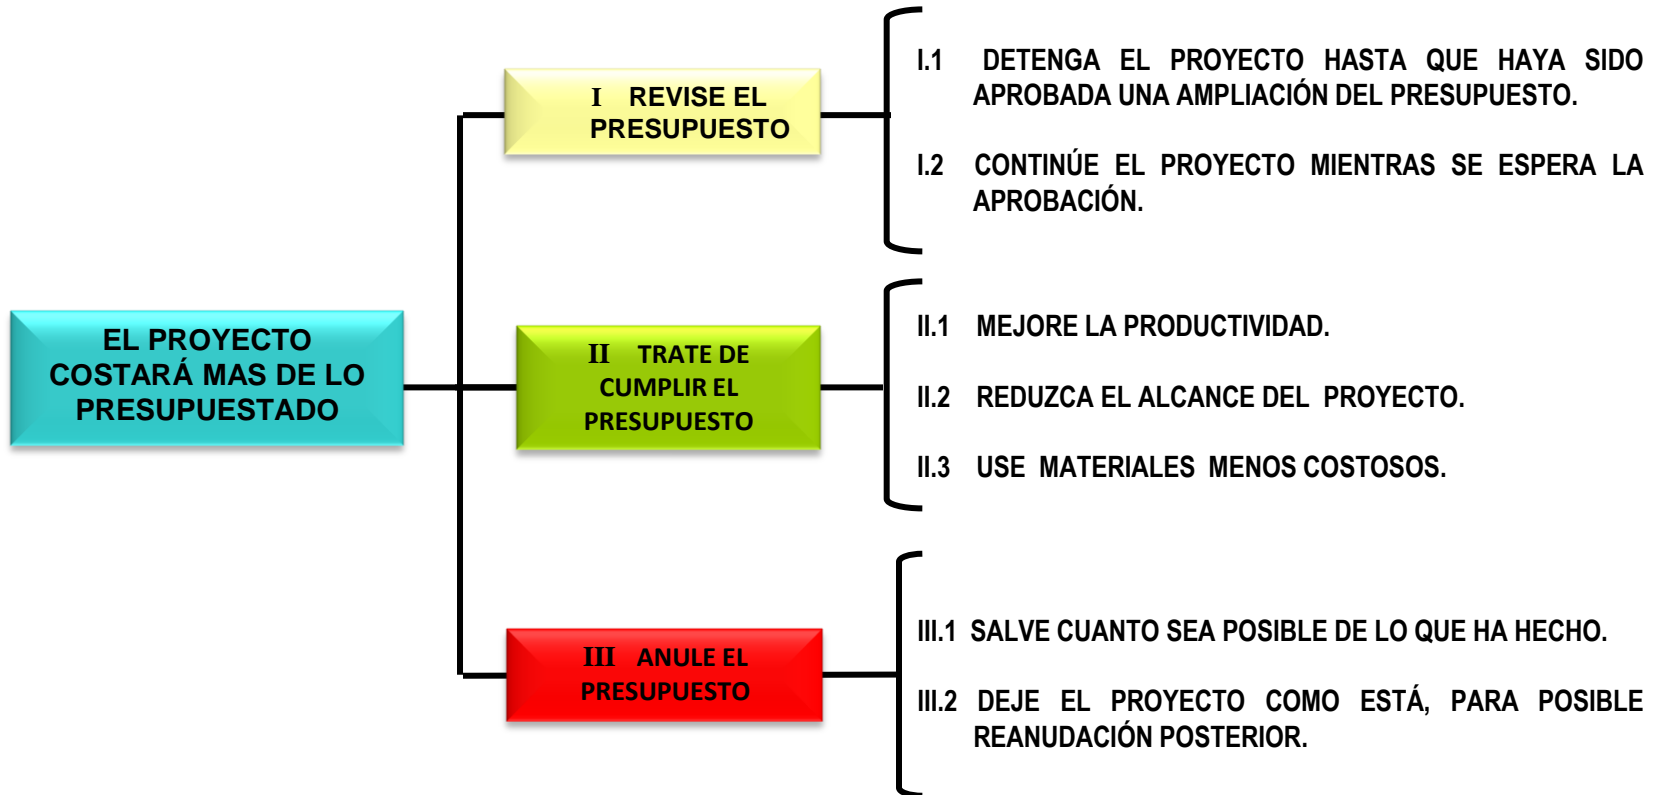 EL PROYECTO
COSTARÁ MAS DE LO
PRESUPUESTADO
I REVISE EL
PRESUPUESTO
I.1 DETENGA EL PROYECTO HASTA QUE HAYA SIDO
APROBADA UNA AMPLIACIÓN DEL PRESUPUESTO.
I.2 CONTINÚE EL PROYECTO MIENTRAS SE ESPERA LA
APROBACIÓN.
II TRATE DE
CUMPLIR EL
PRESUPUESTO
II.1 MEJORE LA PRODUCTIVIDAD.
II.2 REDUZCA EL ALCANCE DEL PROYECTO.
II.3 USE MATERIALES MENOS COSTOSOS.
III ANULE EL
PRESUPUESTO
III.1 SALVE CUANTO SEA POSIBLE DE LO QUE HA HECHO.
III.2 DEJE EL PROYECTO COMO ESTÁ, PARA POSIBLE
REANUDACIÓN POSTERIOR.